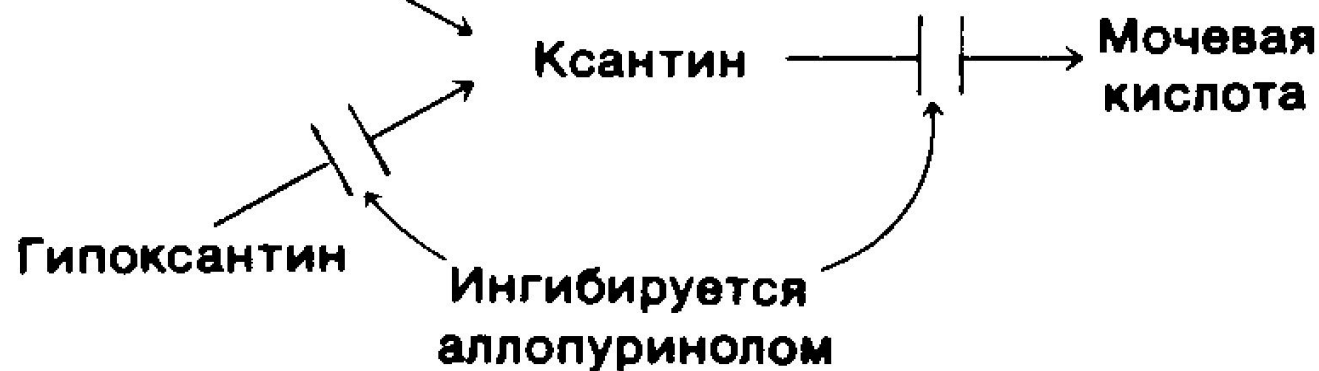 Ксантин
Мочевая
кислота
Гипоксантин
Ингибируется
аллопуринолом